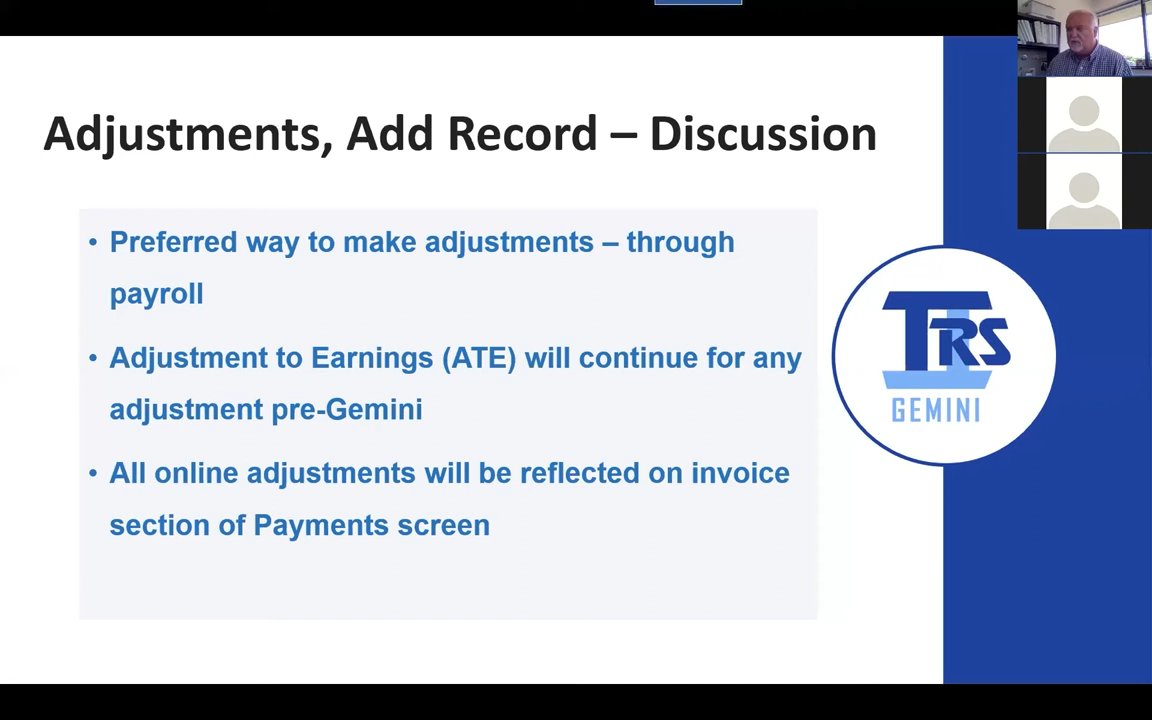 Adjustments, Add Record – Discussion
• Preferred way to make adjustments – through
payroll
• Adjustment to Earnings (ATE) will continue for any
adjustment pre-Gemini
• All online adjustments will be reflected on invoice
section of Payments screen
TRS
GEMINI